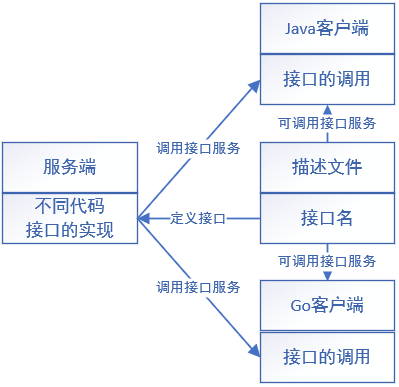 Java客户端
接口的调用
可调用接口服务
调用接口服务
服务端
描述文件
不同代码
接口的实现
定义接口
接口名
可调用接口服务
调用接口服务
Go客户端
接口的调用